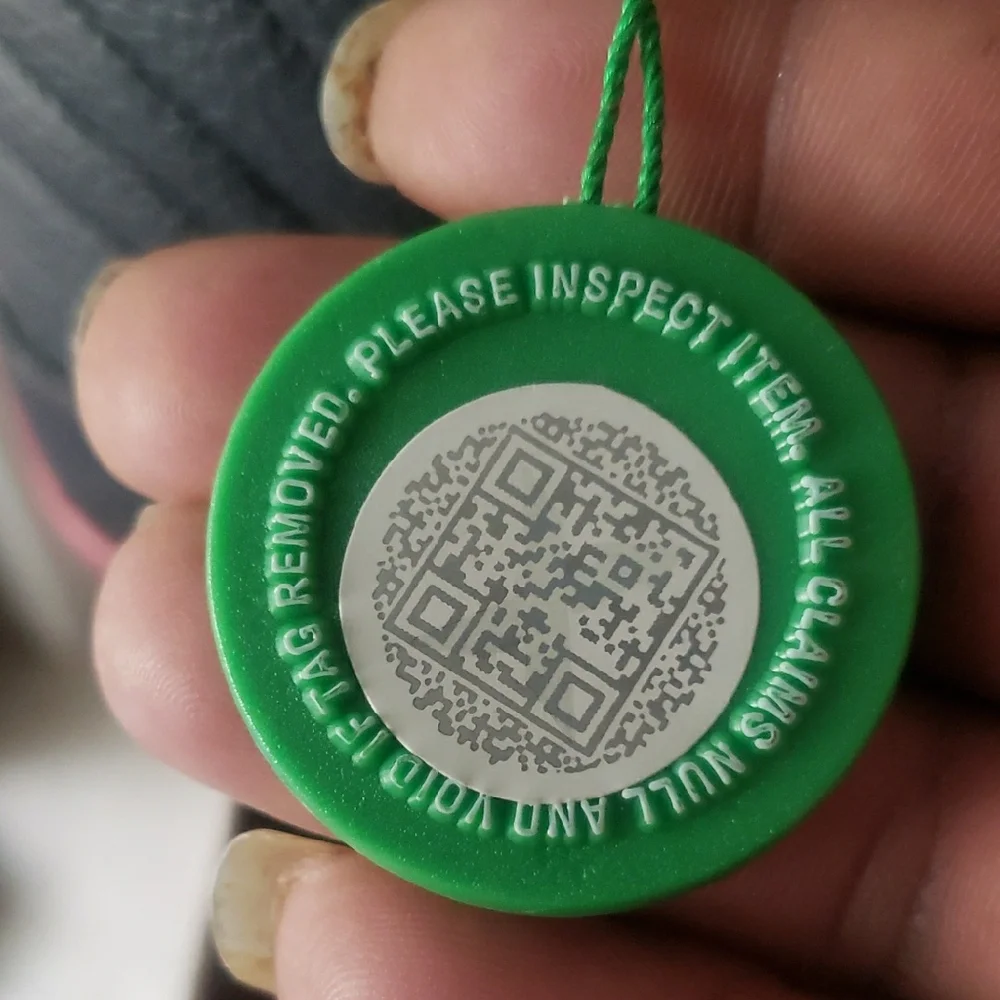 PLEASE INSPECT ITEM. ALL CLAIMS NULL AND VOID IF TAG REMOVED.